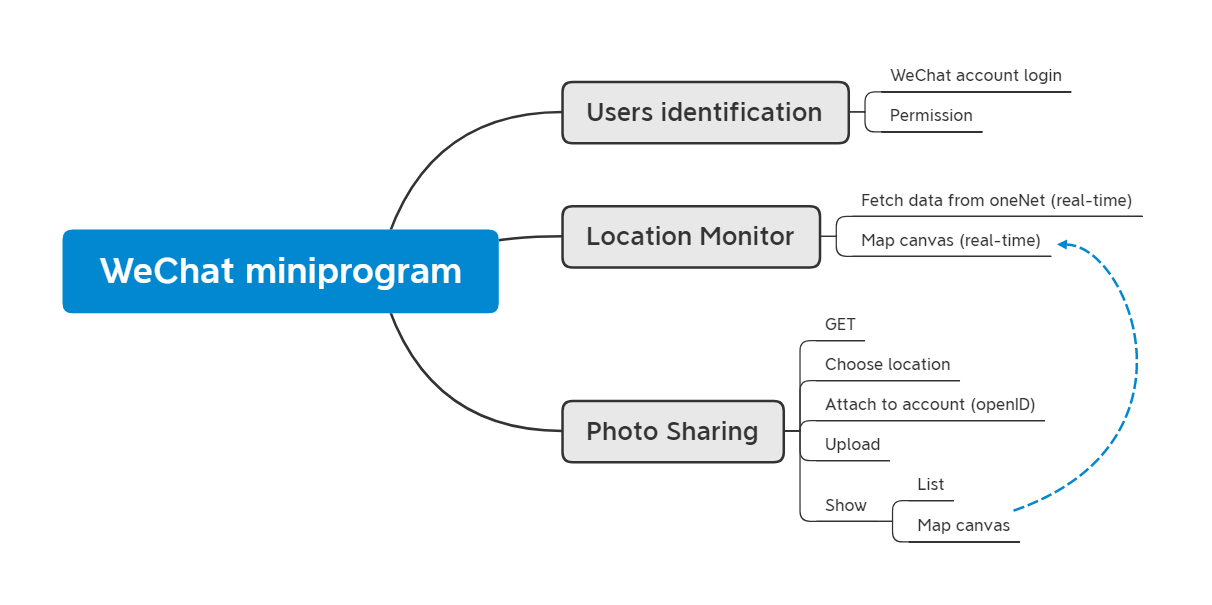 WeChat miniprogram
Users identification
WeChat account login
Permission
Location Monitor
Fetch data from oneNet (real-time)
Map canvas (real-time)
Photo Sharing
GET
Choose location
Attach to account (openID)
Upload
Show
List
Map canvas